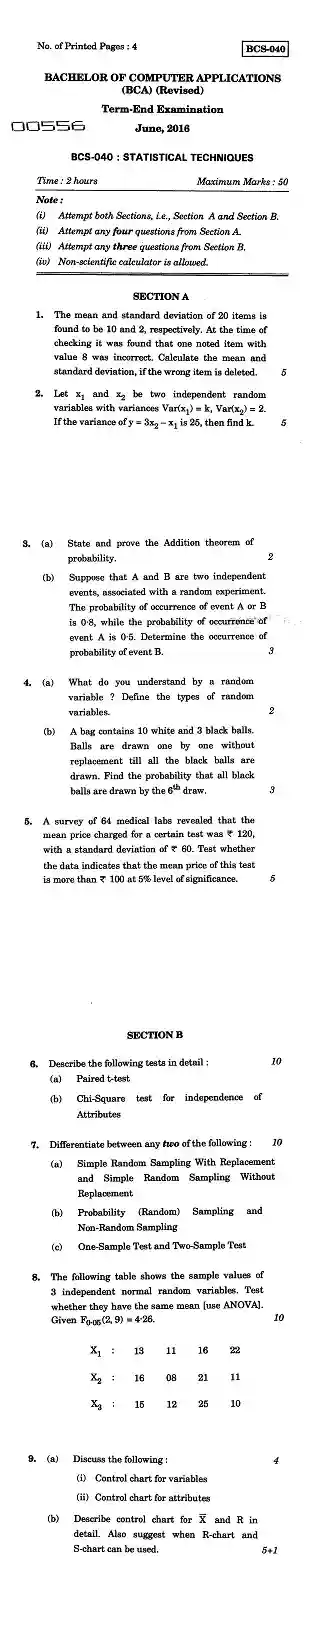 No. of Printed Pages : 4
BCS-040
BACHELOR OF COMPUTER APPLICATIONS
(BCA) (Revised)
Term-End Examination
00556
June, 2016
BCS-040 : STATISTICAL TECHNIQUES
Time : 2 hours Maximum Marks : 50
Note :
(i) Attempt both Sections, i.e., Section A and Section B.
(ii) Attempt any four questions from Section A.
(iii) Attempt any three questions from Section B.
(iv) Non-scientific calculator is allowed.
SECTION A
1. The mean and standard deviation of 20 items is
found to be 10 and 2, respectively. At the time of
checking it was found that one noted item with
value 8 was incorrect. Calculate the mean and
standard deviation, if the wrong item is deleted. 5
2. Let x₁ and x₂ be two independent random
variables with variances Var(x₁) = k, Var(x₂) = 2.
If the variance of y = 3x₂ – x₁ is 25, then find k. 5
3. (a) State and prove the Addition theorem of
probability. 2
(b) Suppose that A and B are two independent
events, associated with a random experiment.
The probability of occurrence of event A or B
is 0·8, while the probability of occurrence of
event A is 0·5. Determine the occurrence of
probability of event B. 3
4. (a) What do you understand by a random
variable ? Define the types of random
variables. 2
(b) A bag contains 10 white and 3 black balls.
Balls are drawn one by one without
replacement till all the black balls are
drawn. Find the probability that all black
balls are drawn by the 6th draw. 3
5. A survey of 64 medical labs revealed that the
mean price charged for a certain test was ₹ 120,
with a standard deviation of ₹ 60. Test whether
the data indicates that the mean price of this test
is more than ₹ 100 at 5% level of significance. 5
SECTION B
6. Describe the following tests in detail : 10
(a) Paired t-test
(b) Chi-Square test for independence of
Attributes
7. Differentiate between any two of the following : 10
(a) Simple Random Sampling With Replacement
and Simple Random Sampling Without
Replacement
(b) Probability (Random) Sampling and
Non-Random Sampling
(c) One-Sample Test and Two-Sample Test
8. The following table shows the sample values of
3 independent normal random variables. Test
whether they have the same mean [use ANOVA].
Given F₀.₀₅(2, 9) = 4·26. 10
X₁ : 13 11 16 22
X₂ : 16 08 21 11
X₃ : 15 12 25 10
9. (a) Discuss the following : 4
(i) Control chart for variables
(ii) Control chart for attributes
(b) Describe control chart for X̄ and R in
detail. Also suggest when R-chart and
S-chart can be used. 5+1